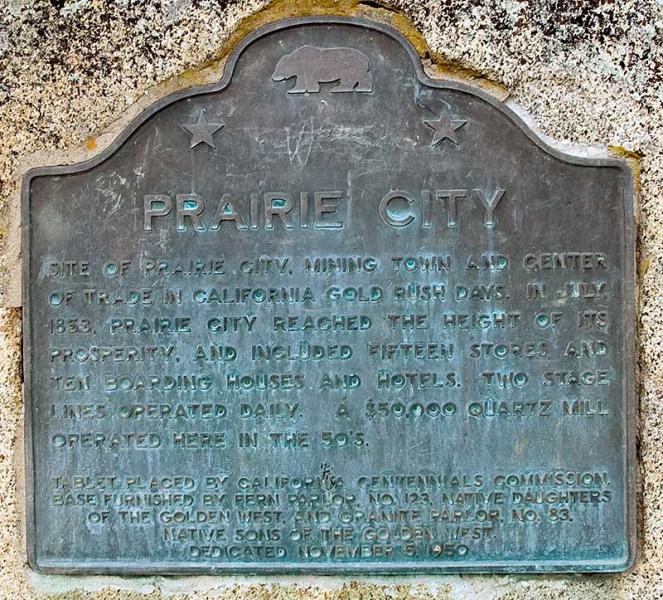 PRAIRIE CITY
SITE OF PRAIRIE CITY, MINING TOWN AND CENTER
OF TRADE IN CALIFORNIA GOLD RUSH DAYS. IN JULY,
1853, PRAIRIE CITY REACHED THE HEIGHT OF ITS
PROSPERITY, AND INCLUDED FIFTEEN STORES AND
TEN BOARDING HOUSES AND HOTELS. TWO STAGE
LINES OPERATED DAILY. A $50,000 QUARTZ MILL
OPERATED HERE IN THE 50'S.
TABLET PLACED BY CALIFORNIA CENTENNIALS COMMISSION.
BASE FURNISHED BY FERN PARLOR, NO. 123, NATIVE DAUGHTERS
OF THE GOLDEN WEST, AND GRANITE PARLOR, NO. 83,
NATIVE SONS OF THE GOLDEN WEST.
DEDICATED NOVEMBER 5, 1950